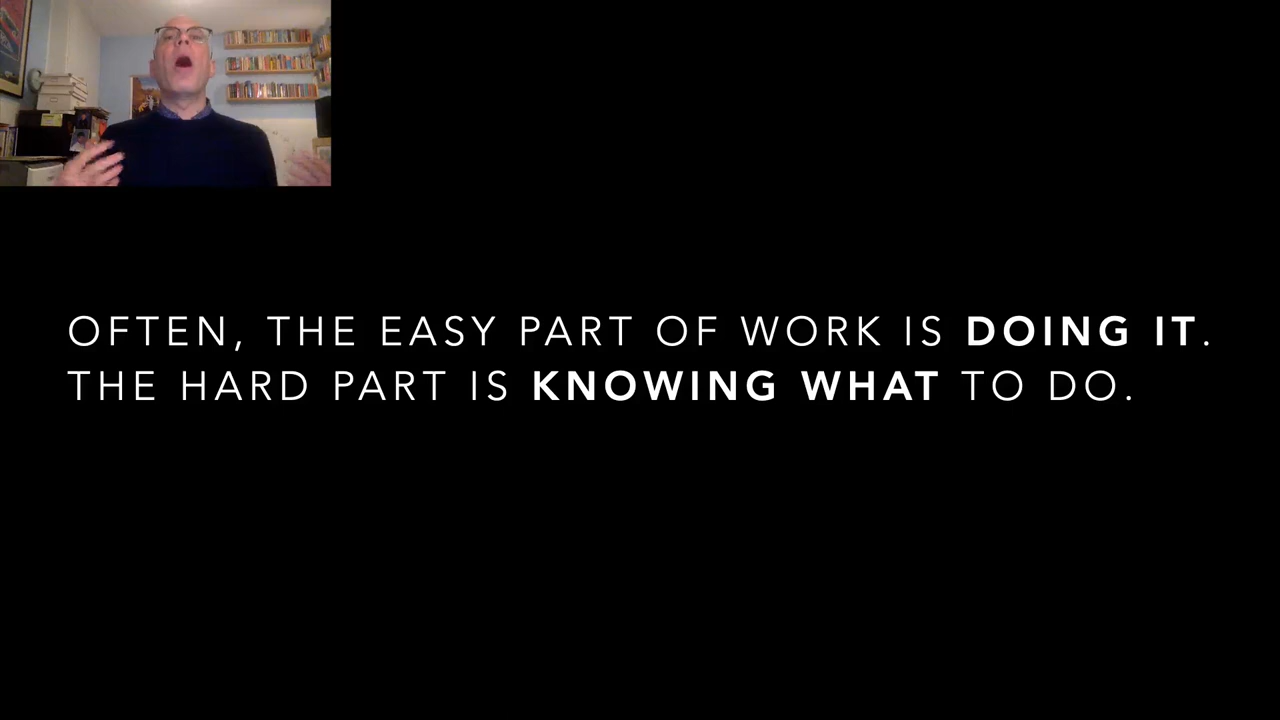 OFTEN, THE EASY PART OF WORK IS DOING IT.
THE HARD PART IS KNOWING WHAT TO DO.